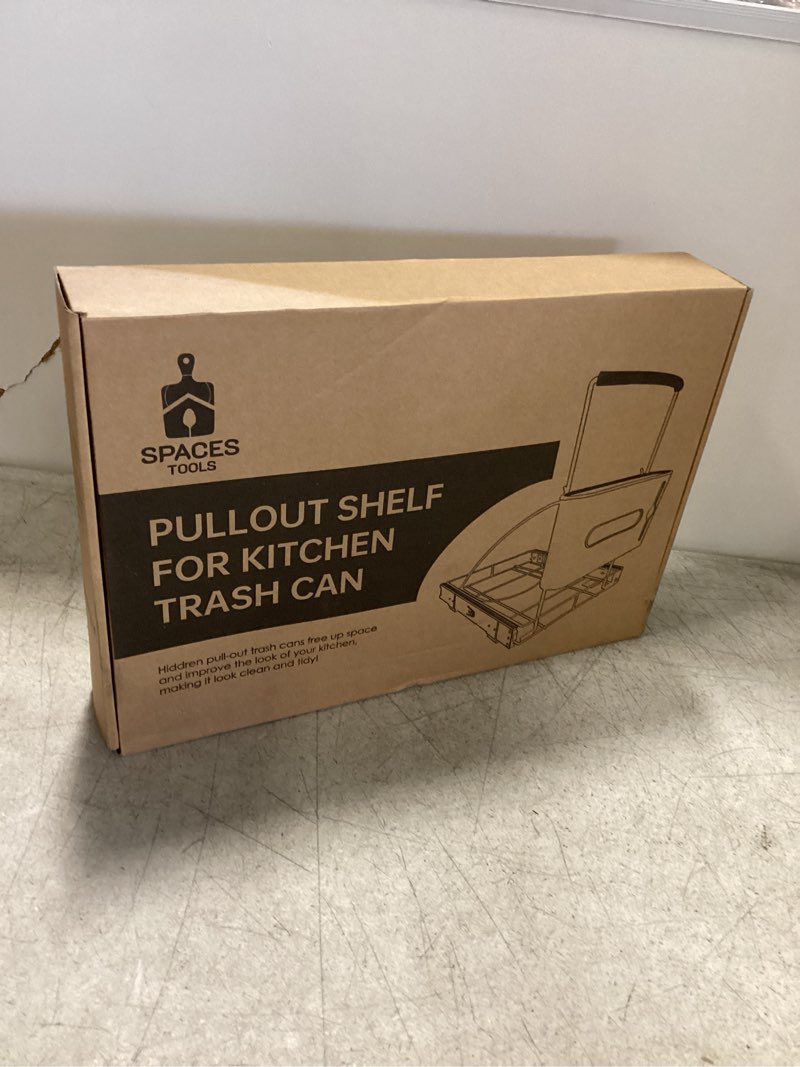 SPACES
TOOLS
PULLOUT SHELF
FOR KITCHEN
TRASH CAN
Hiddren pull-out trash cans free up space
and improve the look of your kitchen,
making it look clean and tidy!